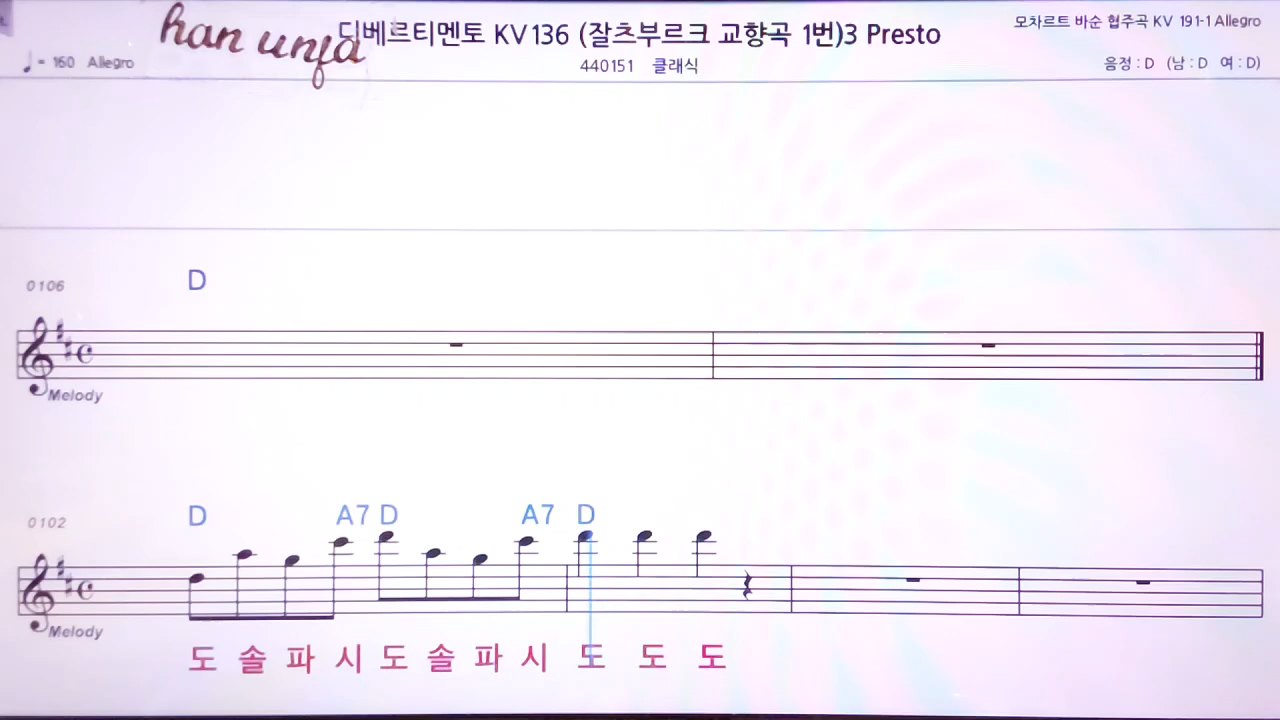 han unja
디베르티멘토 KV136 (잘츠부르크 교향곡 1번)3 Presto
모차르트 바순 협주곡 KV 191-1 Allegro
♩= 160 Allegro
440151 클래식
음정 : D (남 : D 여 : D)
0106 D
Melody
0102 D A7 D A7 D
Melody
도 솔 파 시 도 솔 파 시 도 도 도